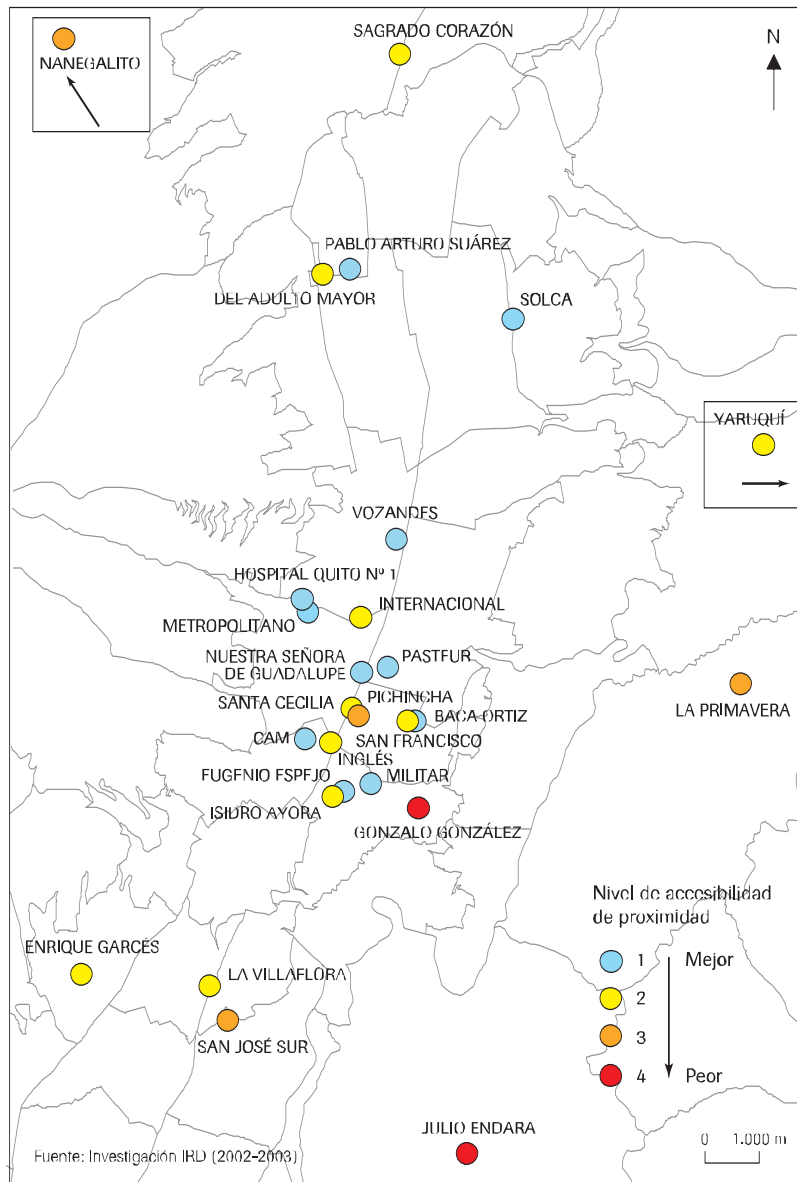 SAGRADO CORAZÓN
NANEGALITO
N
PABLO ARTURO SUÁREZ
DEL ADULTO MAYOR
SOLCA
YARUQUÍ
VOZANDES
HOSPITAL QUITO Nº 1
INTERNACIONAL
METROPOLITANO
NUESTRA SEÑORA
DE GUADALUPE
PASTEUR
PICHINCHA
SANTA CECILIA
BACA ORTIZ
LA PRIMAVERA
CAM
SAN FRANCISCO
INGLÉS
EUGENIO ESPEJO
MILITAR
ISIDRO AYORA
GONZALO GONZÁLEZ
ENRIQUE GARCÉS
LA VILLAFLORA
SAN JOSÉ SUR
JULIO ENDARA
Nivel de accesibilidad
de proximidad
1 Mejor
2
3
4 Peor
0 1.000 m
Fuente: Investigación IRD (2002-2003)